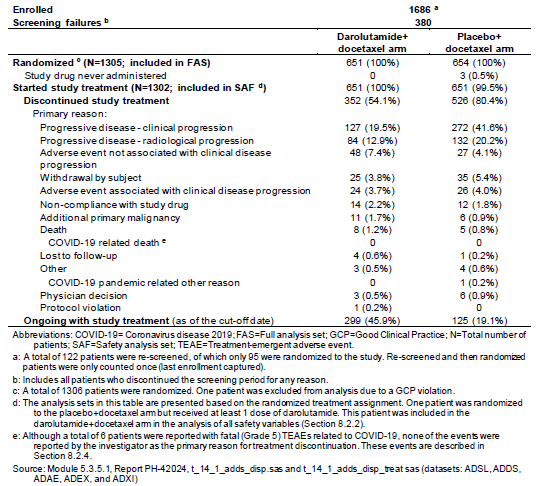 Enrolled 1686 a
Screening failures b 380
Darolutamide+ Placebo+
docetaxel arm docetaxel arm
Randomized c (N=1305; included in FAS) 651 (100%) 654 (100%)
Study drug never administered 0 3 (0.5%)
Started study treatment (N=1302; included in SAF d) 651 (100%) 651 (99.5%)
Discontinued study treatment 352 (54.1%) 526 (80.4%)
Primary reason:
Progressive disease - clinical progression 127 (19.5%) 272 (41.6%)
Progressive disease - radiological progression 84 (12.9%) 132 (20.2%)
Adverse event not associated with clinical disease 48 (7.4%) 27 (4.1%)
progression
Withdrawal by subject 25 (3.8%) 35 (5.4%)
Adverse event associated with clinical disease progression 24 (3.7%) 26 (4.0%)
Non-compliance with study drug 14 (2.2%) 12 (1.8%)
Additional primary malignancy 11 (1.7%) 6 (0.9%)
Death 8 (1.2%) 5 (0.8%)
COVID-19 related death e 0 0
Lost to follow-up 4 (0.6%) 1 (0.2%)
Other 3 (0.5%) 4 (0.6%)
COVID-19 pandemic related other reason 0 1 (0.2%)
Physician decision 3 (0.5%) 6 (0.9%)
Protocol violation 1 (0.2%) 0
Ongoing with study treatment (as of the cut-off date) 299 (45.9%) 125 (19.1%)
Abbreviations: COVID-19= Coronavirus disease 2019; FAS=Full analysis set; GCP=Good Clinical Practice; N=Total number of
patients; SAF=Safety analysis set; TEAE=Treatment-emergent adverse event.
a: A total of 122 patients were re-screened, of which only 95 were randomized to the study. Re-screened and then randomized
patients were only counted once (last enrollment captured).
b: Includes all patients who discontinued the screening period for any reason.
c: A total of 1306 patients were randomized. One patient was excluded from analysis due to a GCP violation.
d: The analysis sets in this table are presented based on the randomized treatment assignment. One patient was randomized
to the placebo+docetaxel arm but received at least 1 dose of darolutamide. This patient was included in the
darolutamide+docetaxel arm in the analysis of all safety variables (Section 8.2.2).
e: Although a total of 6 patients were reported with fatal (Grade 5) TEAEs related to COVID-19, none of the events were
reported by the investigator as the primary reason for treatment discontinuation. These events are described in
Section 8.2.4.
Source: Module 5.3.5.1, Report PH-42024, t_14_1_adds_disp.sas and t_14_1_adds_disp_treat sas (datasets: ADSL, ADDS,
ADAE, ADEX, and ADXI)